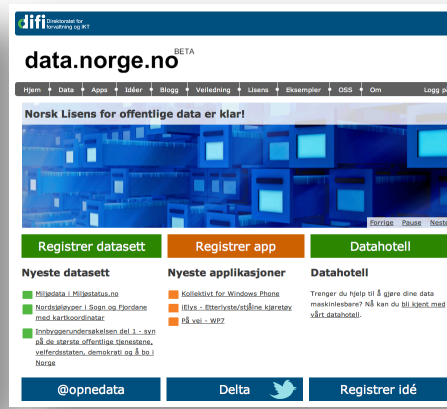 difi Direktoratet for
forvaltning og IKT
data.norge.no BETA
Hjem Data Apps Idéer Blogg Veiledning Lisens Eksempler OSS Om Logg på
Norsk Lisens for offentlige data er klar!
Forrige Pause Neste
Registrer datasett
Registrer app
Datahotell
Nyeste datasett
Miljødata i Miljøstatus.no
Nordsjøløyper i Sogn og Fjordane
med kartkoordinatar
Innbyggerundersøkelsen del 1 - syn
på de største offentlige tjenestene,
velferdsstaten, demokrati og å bo i
Norge
Nyeste applikasjoner
Kollektivt for Windows Phone
iElys - Etterlyste/stjålne kjøretøy
På vei - WP7
Datahotell
Trenger du hjelp til å gjøre dine data
maskinlesbare? Nå kan du bli kjent med
vårt datahotell.
@opnedata
Delta
Registrer idé